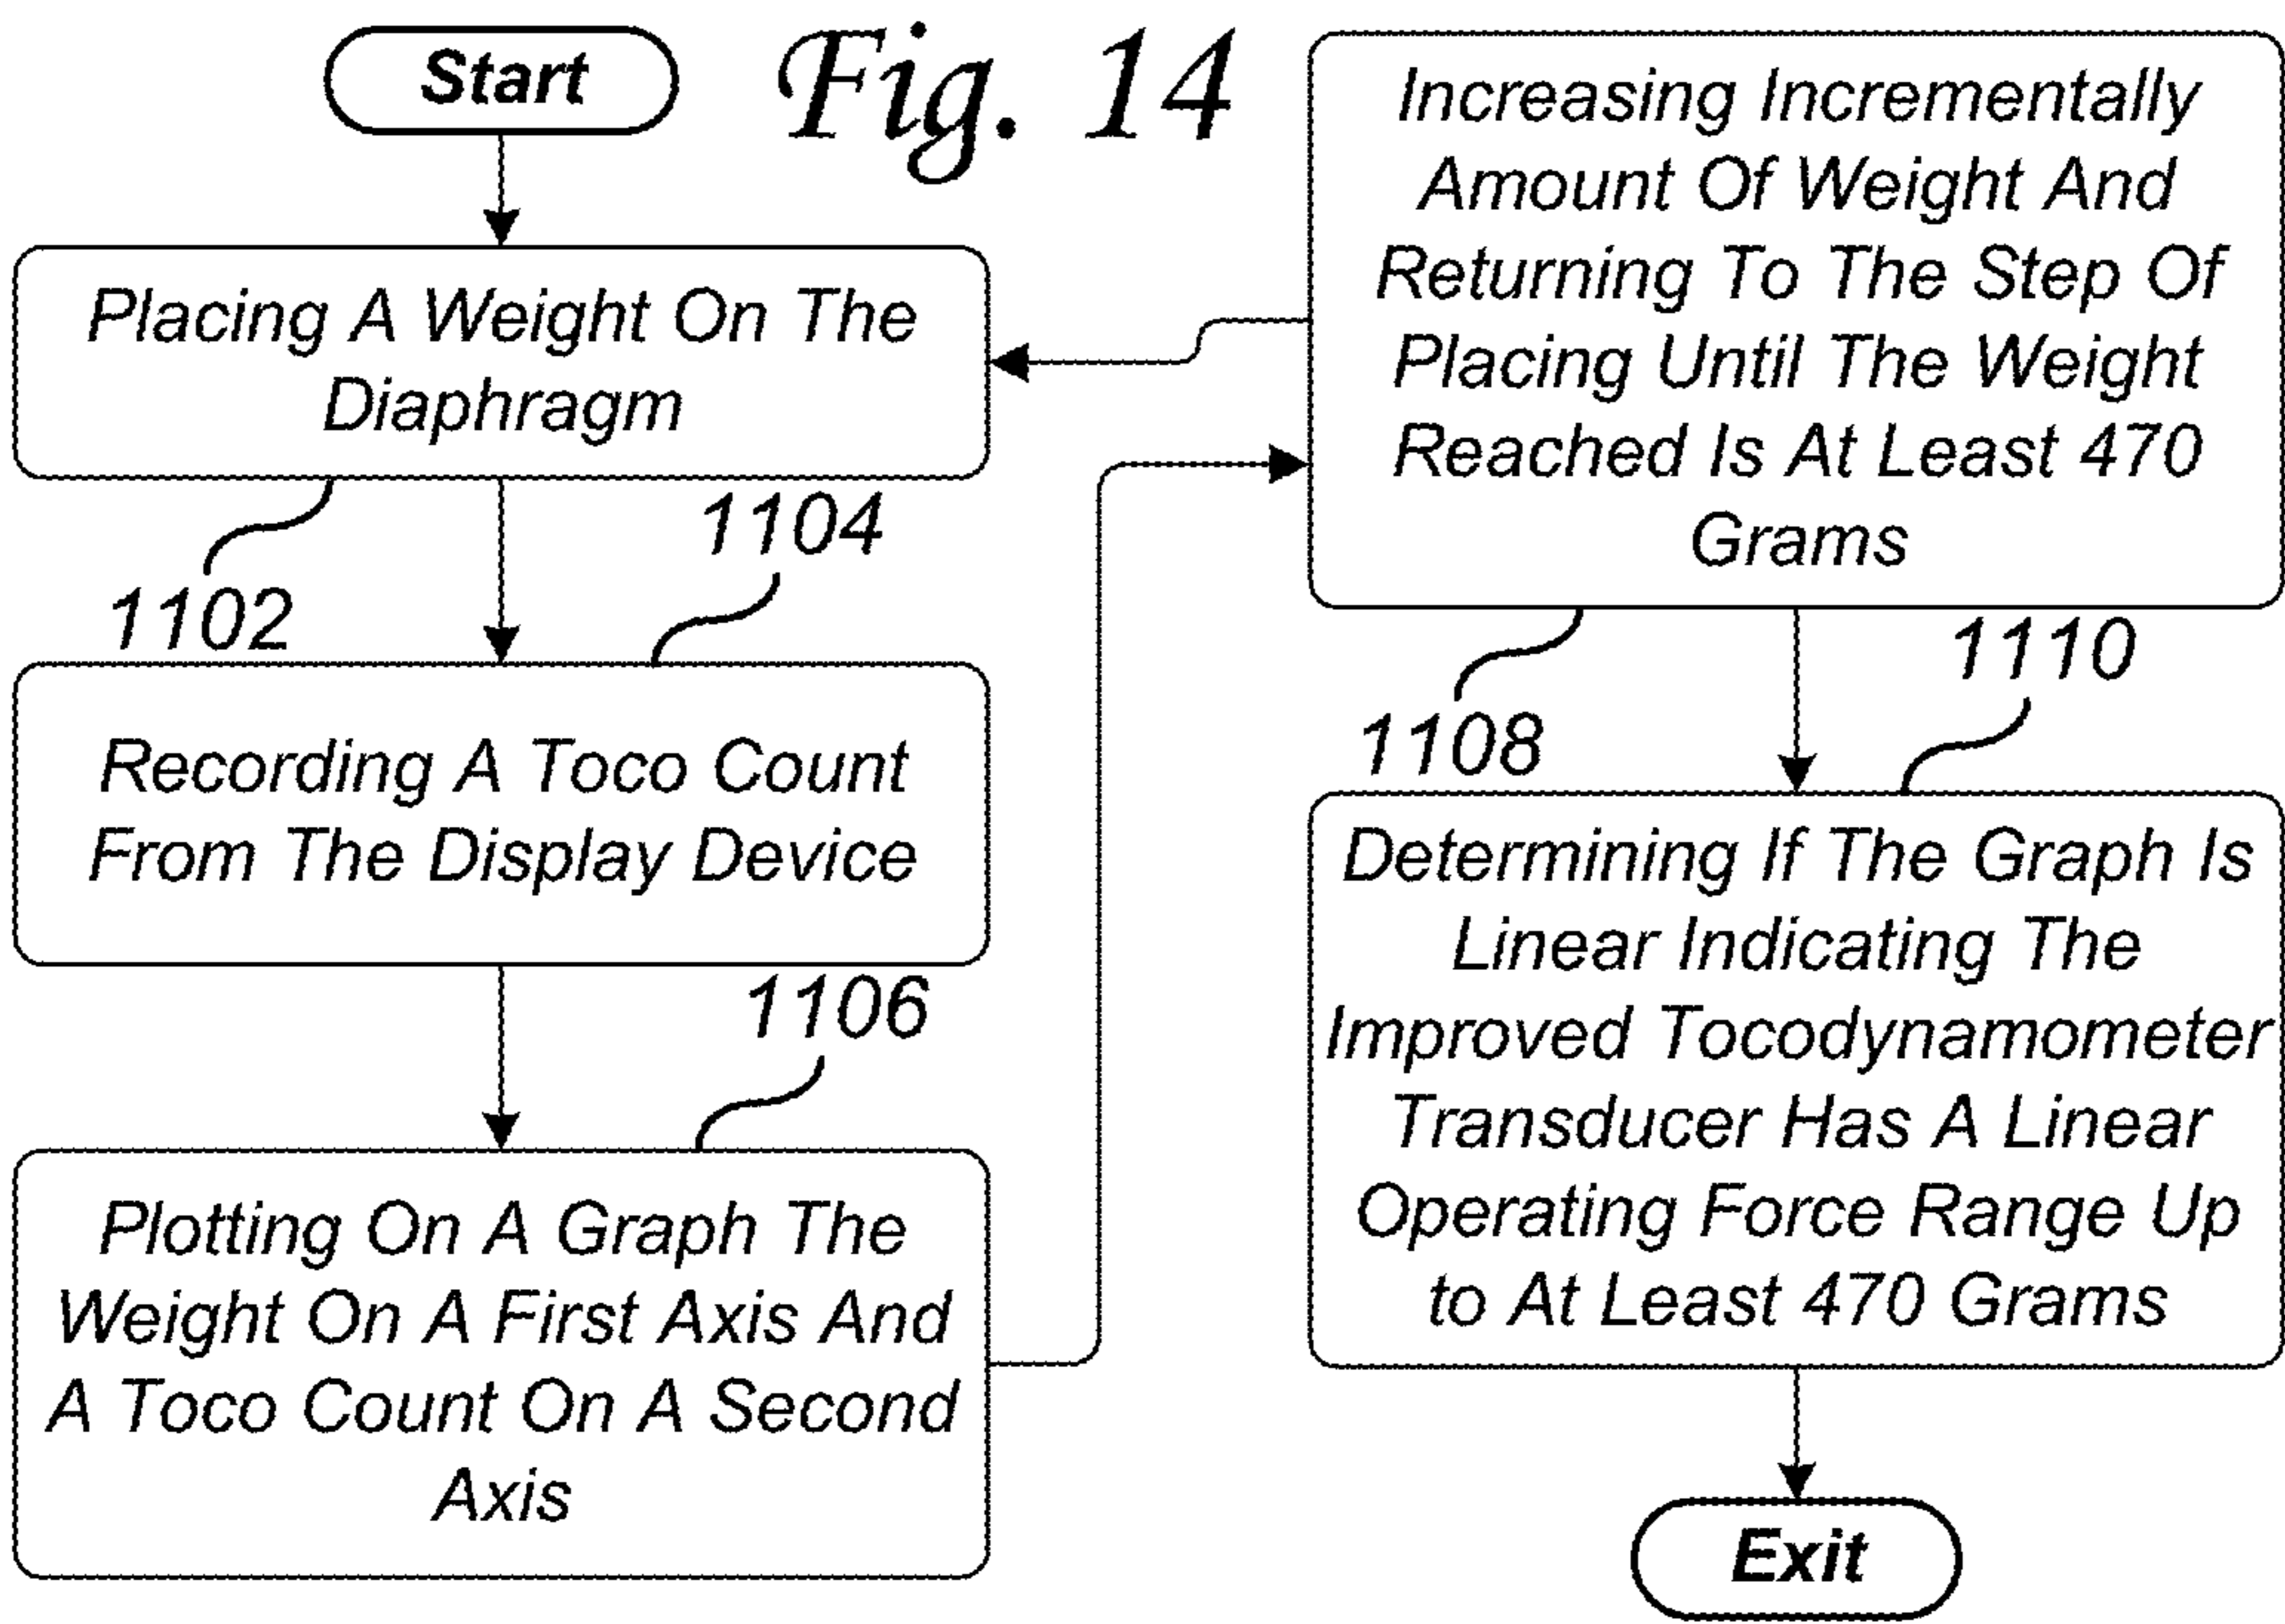 Fig. 14
Start
Placing A Weight On The
Diaphragm
1102
1104
Recording A Toco Count
From The Display Device
1106
Plotting On A Graph The
Weight On A First Axis And
A Toco Count On A Second
Axis
Increasing Incrementally
Amount Of Weight And
Returning To The Step Of
Placing Until The Weight
Reached Is At Least 470
Grams
1108
1110
Determining If The Graph Is
Linear Indicating The
Improved Tocodynamometer
Transducer Has A Linear
Operating Force Range Up
to At Least 470 Grams
Exit